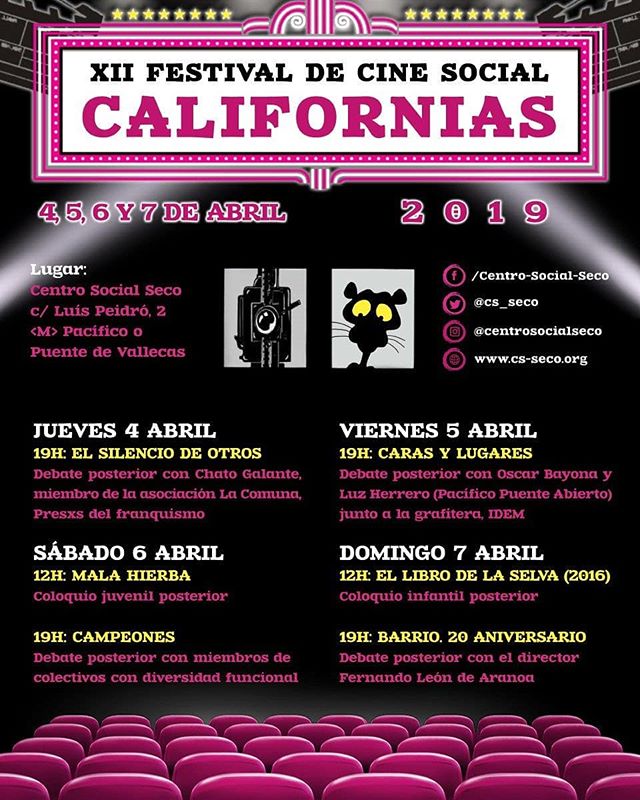 XII FESTIVAL DE CINE SOCIAL
CALIFORNIAS
4, 5, 6 Y 7 DE ABRIL
2019
Lugar:
Centro Social Seco
c/ Luís Peidró, 2
<M> Pacífico o
Puente de Vallecas
/Centro-Social-Seco
@cs_seco
@centrosocialseco
www.cs-seco.org
JUEVES 4 ABRIL
19H: EL SILENCIO DE OTROS
Debate posterior con Chato Galante,
miembro de la asociación La Comuna,
Presxs del franquismo
VIERNES 5 ABRIL
19H: CARAS Y LUGARES
Debate posterior con Oscar Bayona y
Luz Herrero (Pacífico Puente Abierto)
junto a la grafitera, IDEM
SÁBADO 6 ABRIL
12H: MALA HIERBA
Coloquio juvenil posterior
19H: CAMPEONES
Debate posterior con miembros de
colectivos con diversidad funcional
DOMINGO 7 ABRIL
12H: EL LIBRO DE LA SELVA (2016)
Coloquio infantil posterior
19H: BARRIO. 20 ANIVERSARIO
Debate posterior con el director
Fernando León de Aranoa